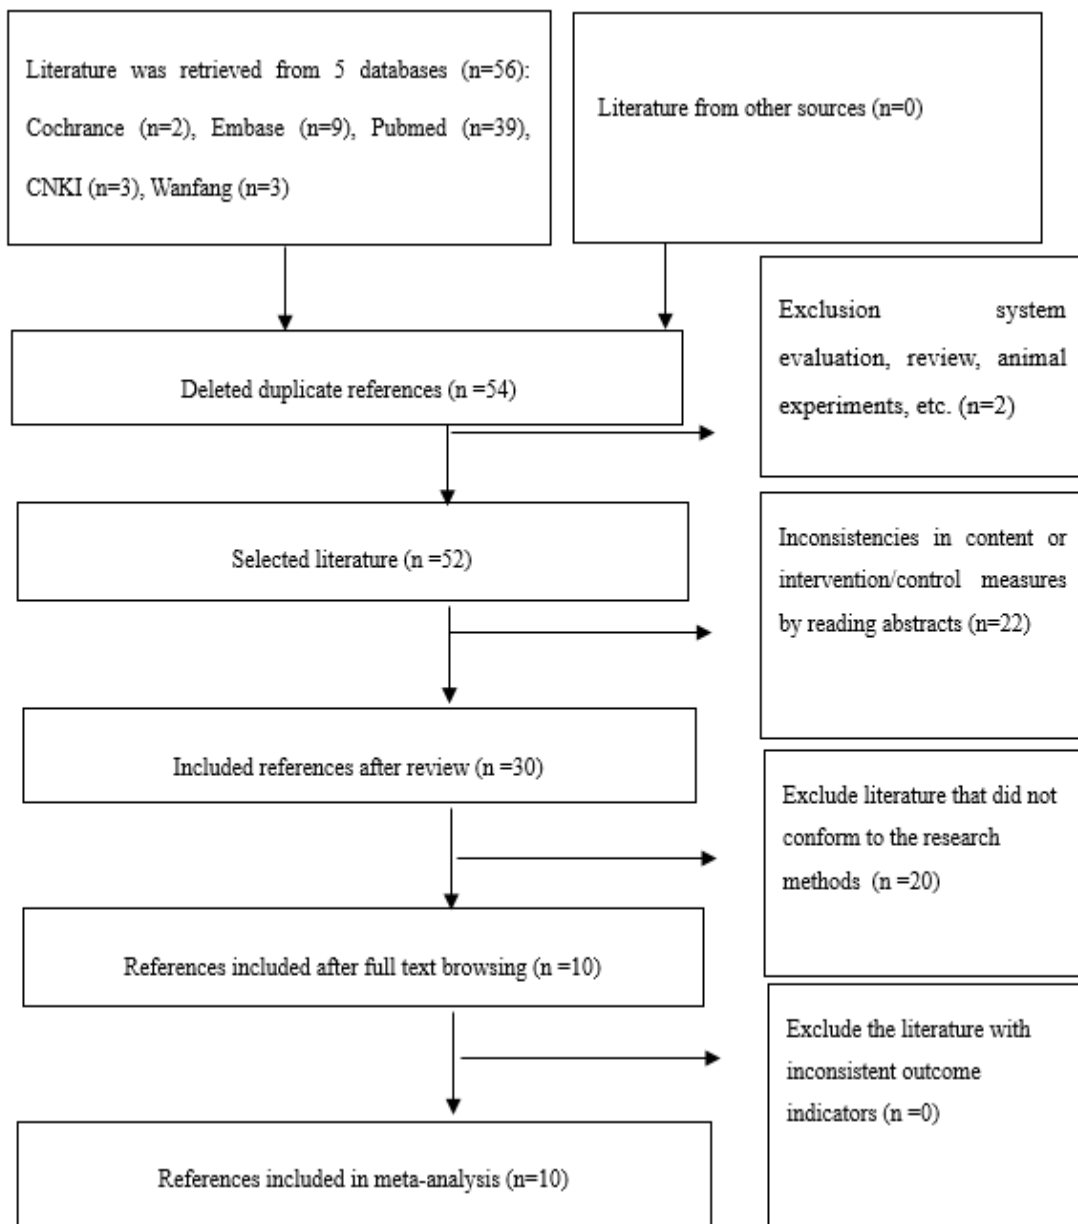 Literature was retrieved from 5 databases (n=56):
Cochrance (n=2), Embase (n=9), Pubmed (n=39),
CNKI (n=3), Wanfang (n=3)
Literature from other sources (n=0)
Deleted duplicate references (n =54)
Exclusion system
evaluation, review, animal
experiments, etc. (n=2)
Selected literature (n =52)
Inconsistencies in content or
intervention/control measures
by reading abstracts (n=22)
Included references after review (n =30)
Exclude literature that did not
conform to the research
methods (n =20)
References included after full text browsing (n =10)
Exclude the literature with
inconsistent outcome
indicators (n =0)
References included in meta-analysis (n=10)